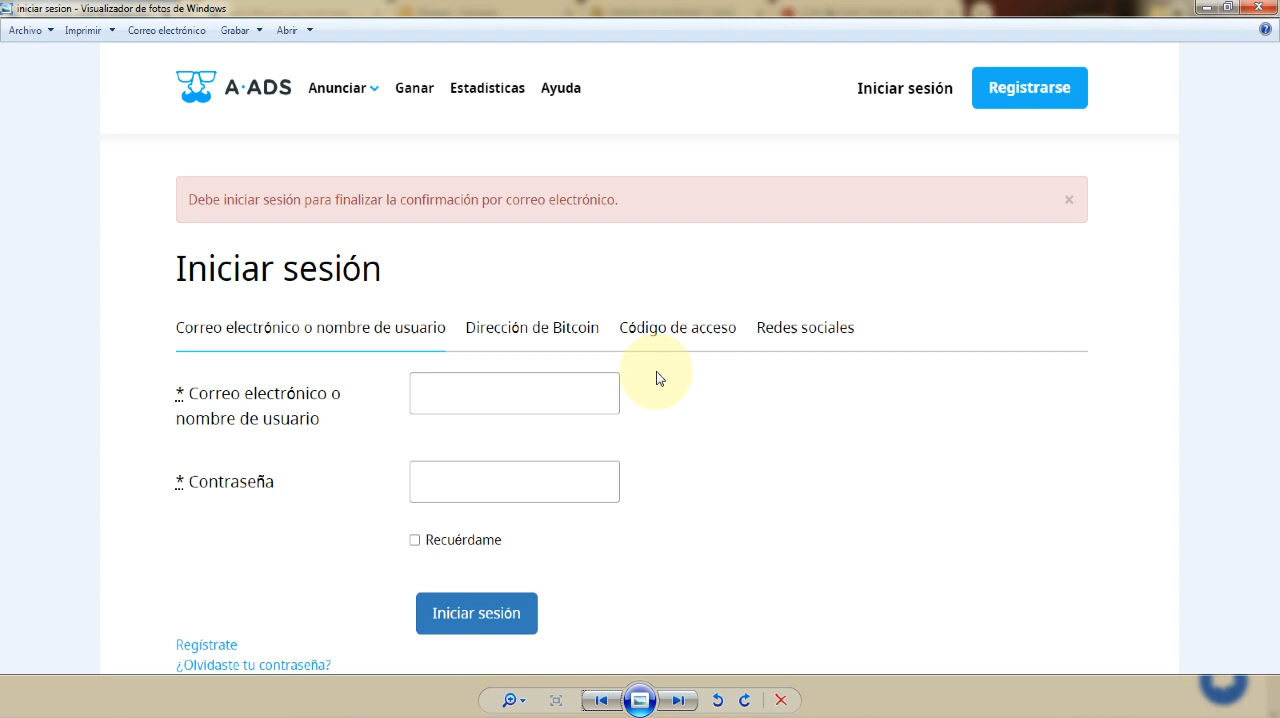 iniciar sesion - Visualizador de fotos de Windows
Archivo Imprimir Correo electrónico Grabar Abrir
A-ADS Anunciar Ganar Estadísticas Ayuda Iniciar sesión Registrarse
Debe iniciar sesión para finalizar la confirmación por correo electrónico. ×
Iniciar sesión
Correo electrónico o nombre de usuario Dirección de Bitcoin Código de acceso Redes sociales
* Correo electrónico o
nombre de usuario
* Contraseña
Recuérdame
Iniciar sesión
Regístrate
¿Olvidaste tu contraseña?